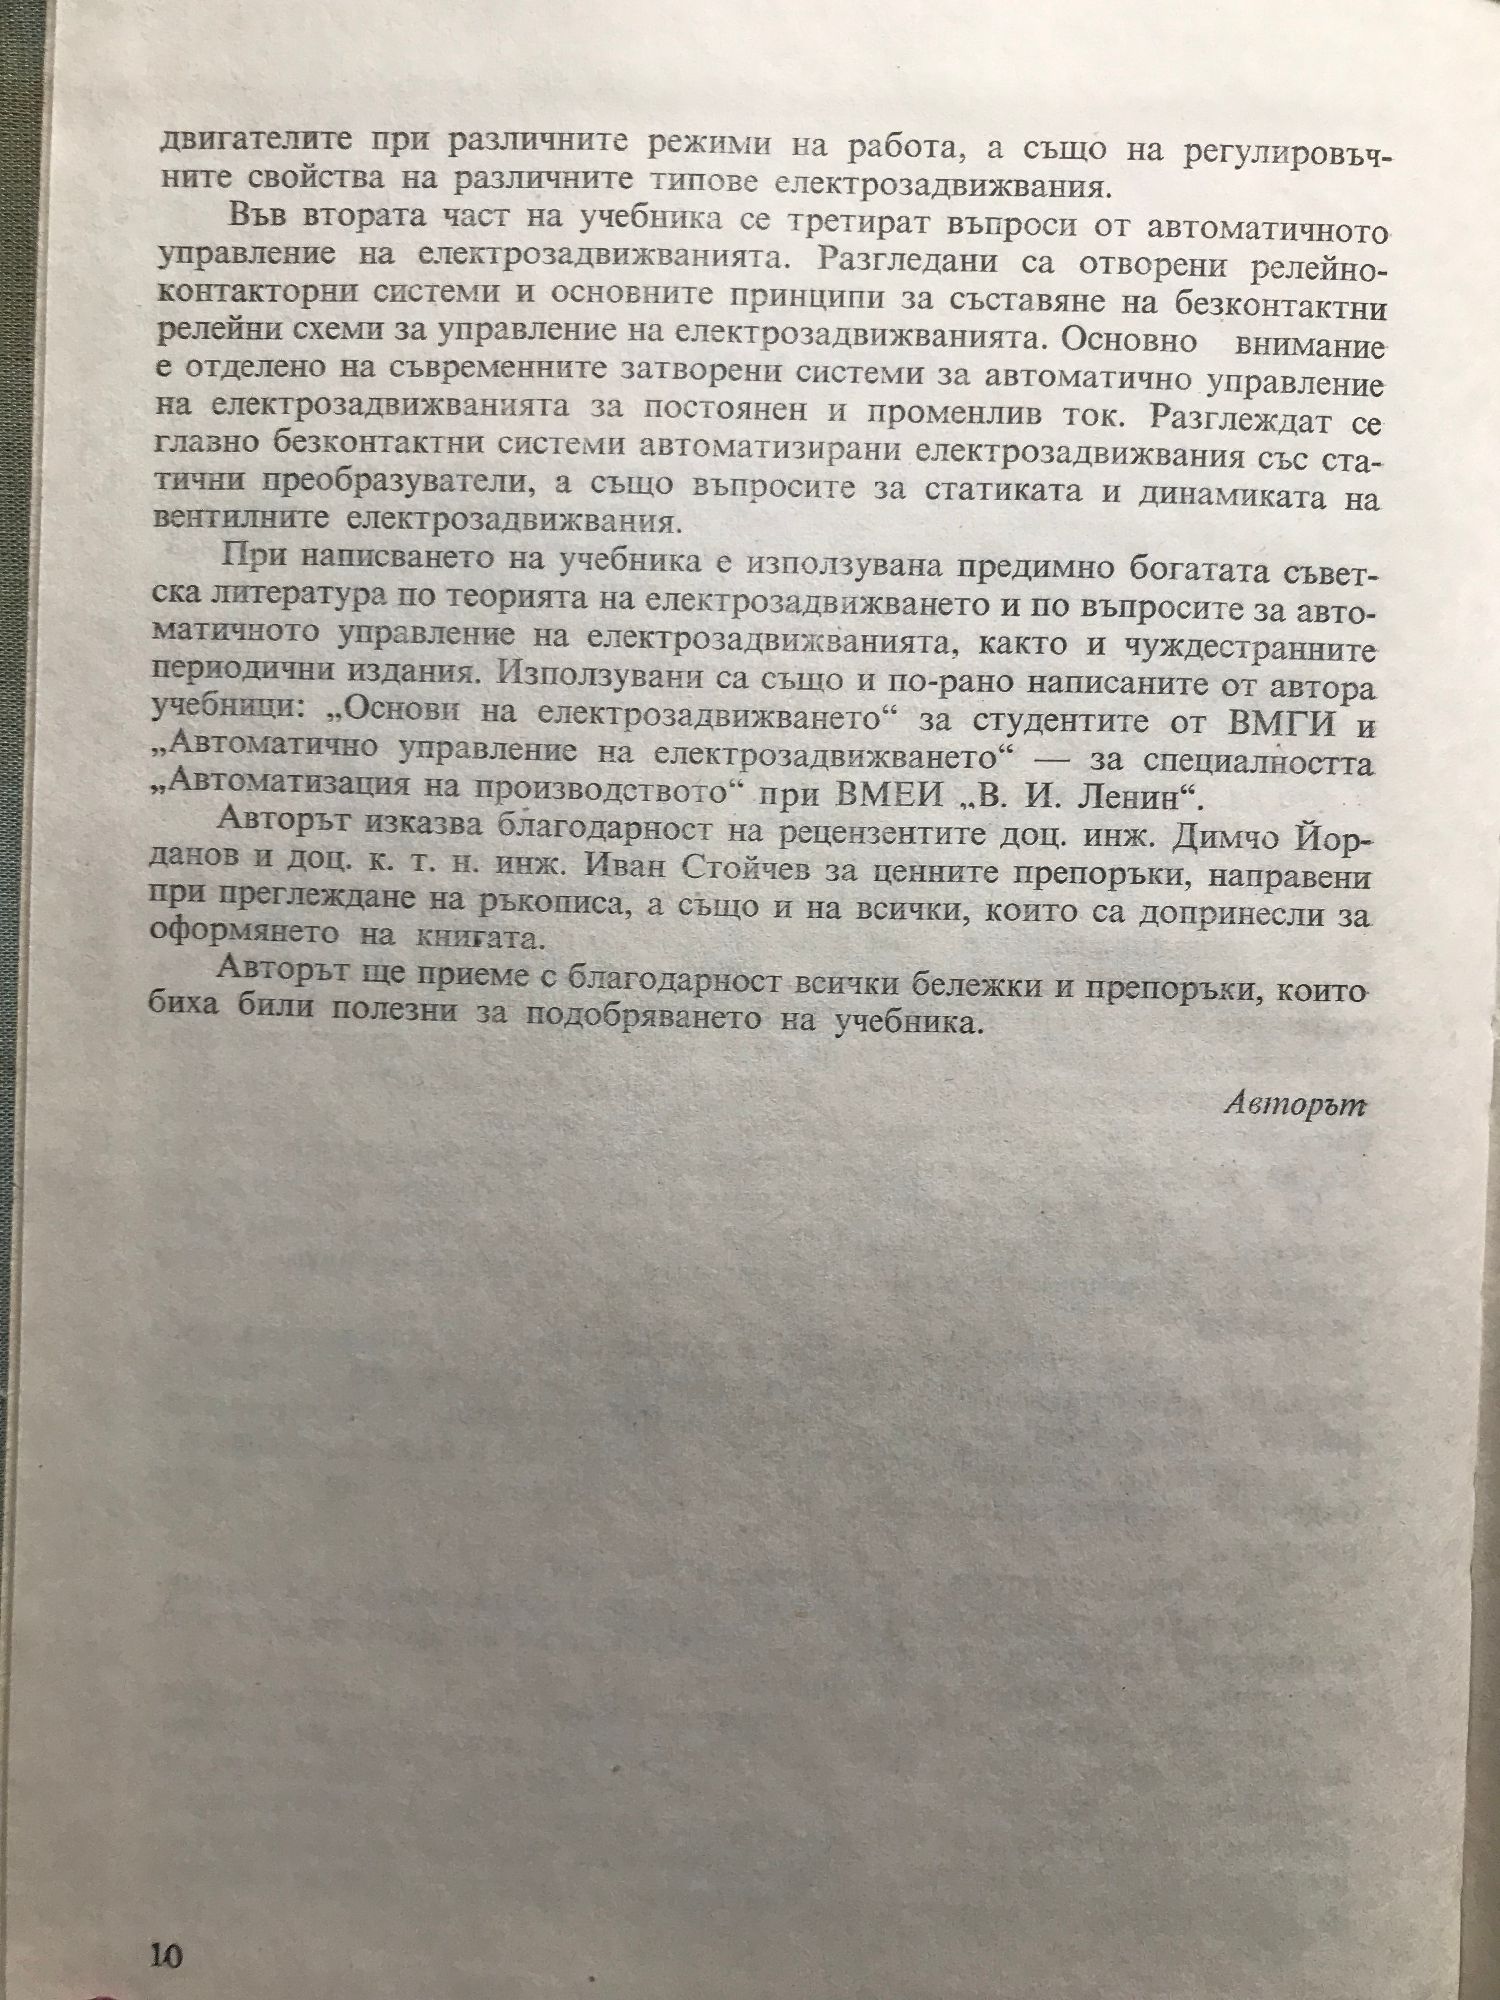 двигателите при различните режими на работа, а също на регулировъч-
ните свойства на различните типове електрозадвижвания.
Във втората част на учебника се третират въпроси от автоматичното
управление на електрозадвижванията. Разгледани са отворени релейно-
контакторни системи и основните принципи за съставяне на безконтактни
релейни схеми за управление на електрозадвижванията. Основно внимание
е отделено на съвременните затворени системи за автоматично управление
на електрозадвижванията за постоянен и променлив ток. Разглеждат се
главно безконтактни системи автоматизирани електрозадвижвания със ста-
тични преобразуватели, а също въпросите за статиката и динамиката на
вентилните електрозадвижвания.
При написването на учебника е използувана предимно богатата съвет-
ска литература по теорията на електрозадвижването и по въпросите за авто-
матичното управление на електрозадвижванията, както и чуждестранните
периодични издания. Използувани са също и по-рано написаните от автора
учебници: „Основи на електрозадвижването“ за студентите от ВМГИ и
„Автоматично управление на електрозадвижването“ — за специалността
„Автоматизация на производството“ при ВМЕИ „В. И. Ленин“.
Авторът изказва благодарност на рецензентите доц. инж. Димчо Йор-
данов и доц. к. т. н. инж. Иван Стойчев за ценните препоръки, направени
при преглеждане на ръкописа, а също и на всички, които са допринесли за
оформянето на книгата.
Авторът ще приеме с благодарност всички бележки и препоръки, които
биха били полезни за подобряването на учебника.
Авторът
10